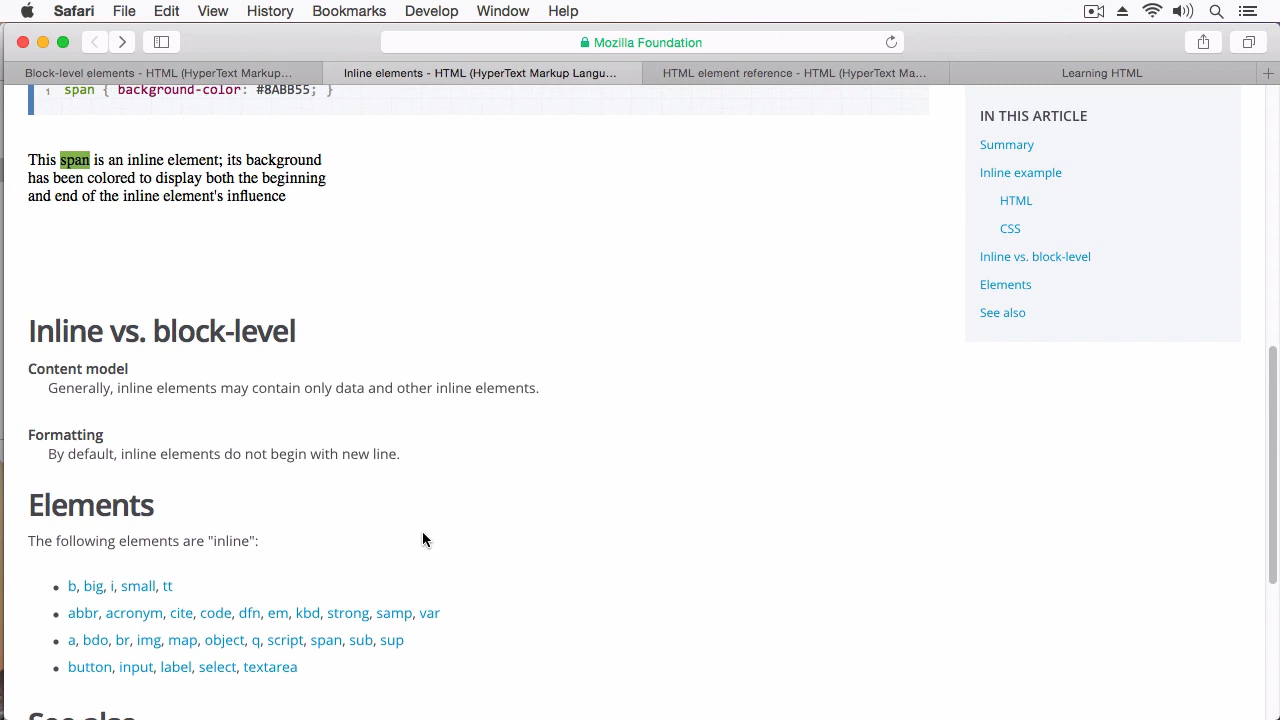 Safari File Edit View History Bookmarks Develop Window Help
Mozilla Foundation
Block-level elements - HTML (HyperText Markup...
Inline elements - HTML (HyperText Markup Langu...
HTML element reference - HTML (HyperText Ma...
Learning HTML
1 span { background-color: #8ABB55; }
This span is an inline element; its background
has been colored to display both the beginning
and end of the inline element's influence
Inline vs. block-level
Content model
Generally, inline elements may contain only data and other inline elements.
Formatting
By default, inline elements do not begin with new line.
Elements
The following elements are "inline":
• b, big, i, small, tt
• abbr, acronym, cite, code, dfn, em, kbd, strong, samp, var
• a, bdo, br, img, map, object, q, script, span, sub, sup
• button, input, label, select, textarea
See also
IN THIS ARTICLE
Summary
Inline example
HTML
CSS
Inline vs. block-level
Elements
See also